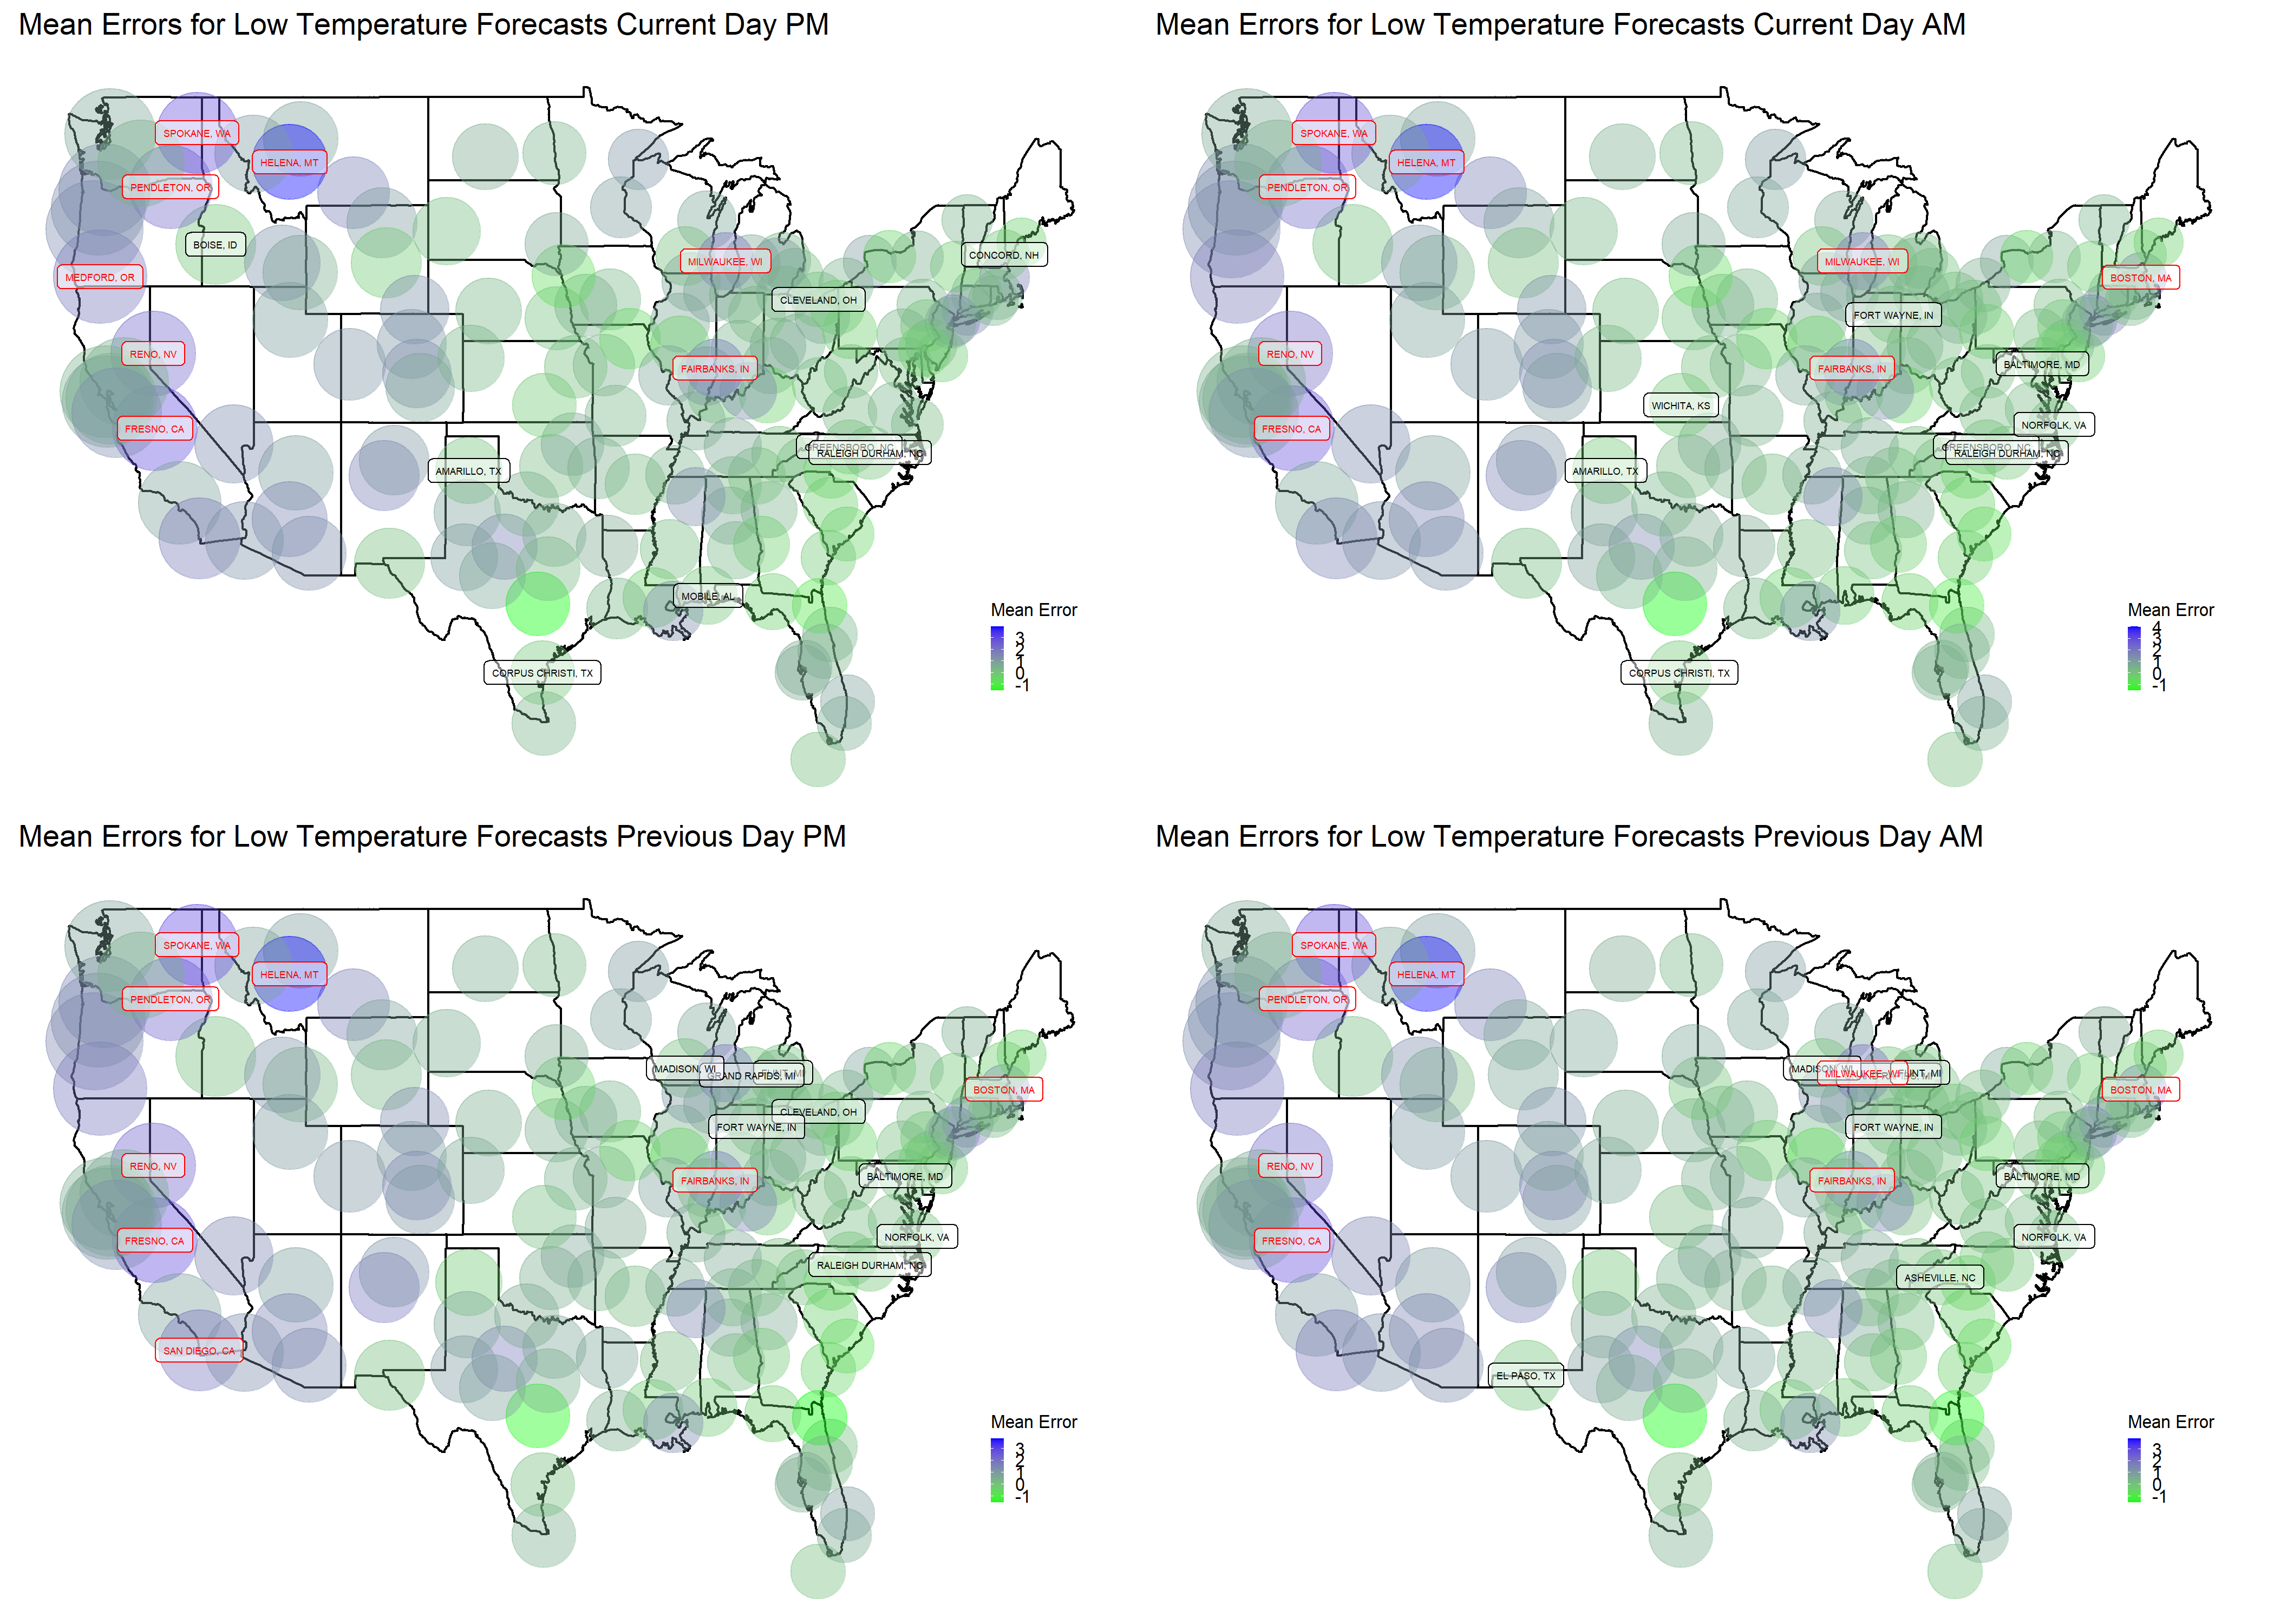 Mean Errors for Low Temperature Forecasts Current Day PM
SPOKANE, WA
HELENA, MT
PENDLETON, OR
BOISE, ID
CONCORD, NH
MILWAUKEE, WI
MEDFORD, OR
CLEVELAND, OH
RENO, NV
FAIRBANKS, IN
FRESNO, CA
GREENSBORO, NC
RALEIGH DURHAM, NC
AMARILLO, TX
MOBILE, AL
CORPUS CHRISTI, TX
Mean Error
3
2
1
0
-1
Mean Errors for Low Temperature Forecasts Current Day AM
SPOKANE, WA
HELENA, MT
PENDLETON, OR
MILWAUKEE, WI
BOSTON, MA
FORT WAYNE, IN
RENO, NV
BALTIMORE, MD
FAIRBANKS, IN
WICHITA, KS
NORFOLK, VA
FRESNO, CA
GREENSBORO, NC
RALEIGH DURHAM, NC
AMARILLO, TX
CORPUS CHRISTI, TX
Mean Error
4
3
2
1
0
-1
Mean Errors for Low Temperature Forecasts Previous Day PM
SPOKANE, WA
HELENA, MT
PENDLETON, OR
MADISON, WI
GRAND RAPIDS, MI
BOSTON, MA
CLEVELAND, OH
FORT WAYNE, IN
RENO, NV
BALTIMORE, MD
FAIRBANKS, IN
NORFOLK, VA
FRESNO, CA
RALEIGH DURHAM, NC
SAN DIEGO, CA
Mean Error
3
2
1
0
-1
Mean Errors for Low Temperature Forecasts Previous Day AM
SPOKANE, WA
HELENA, MT
PENDLETON, OR
MADISON, WI
MILWAUKEE, WI
FLINT, MI
BOSTON, MA
FORT WAYNE, IN
RENO, NV
BALTIMORE, MD
FAIRBANKS, IN
NORFOLK, VA
FRESNO, CA
ASHEVILLE, NC
EL PASO, TX
Mean Error
3
2
1
0
-1